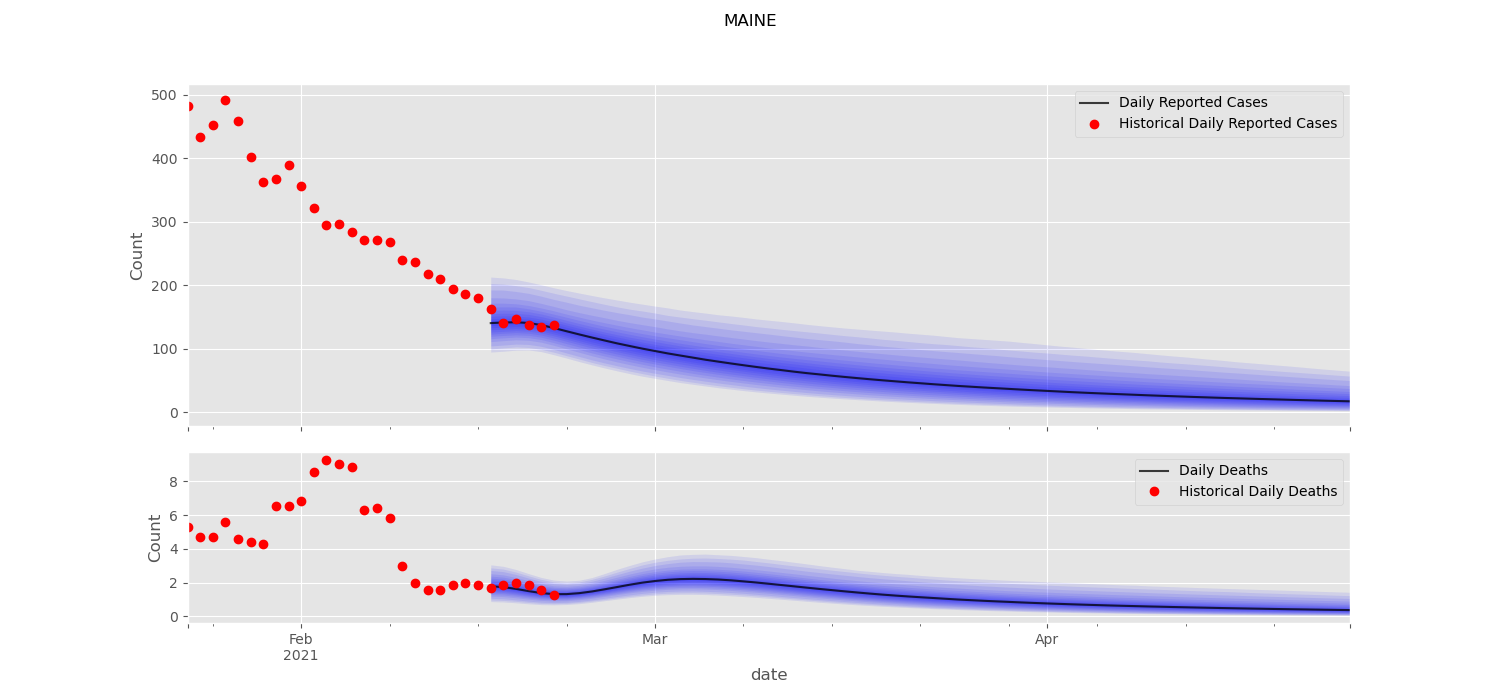 MAINE
500
400
300
200
100
0
Count
Daily Reported Cases
Historical Daily Reported Cases
8
6
4
2
0
Count
Daily Deaths
Historical Daily Deaths
Feb
2021
Mar
Apr
date